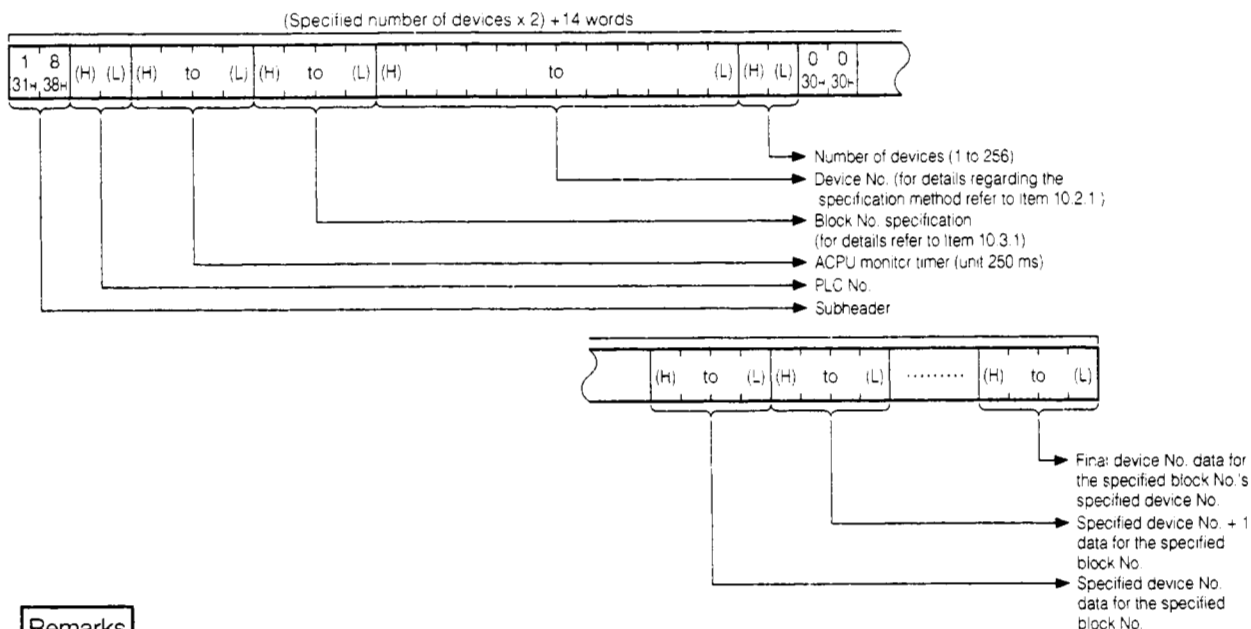 (Specified number of devices x 2) + 14 words
1 8 (H) (L) (H) to (L) (H) to (L) (H) to (L) (H) (L) 0 0
31H 38H 30H 30H
Number of devices (1 to 256)
Device No. (for details regarding the
specification method refer to Item 10.2.1)
Block No. specification
(for details refer to Item 10.3.1)
ACPU monitor timer (unit 250 ms)
PLC No.
Subheader
(H) to (L) (H) to (L) ········· (H) to (L)
Final device No. data for
the specified block No.'s
specified device No.
Specified device No. + 1
data for the specified
block No.
Specified device No.
data for the specified
block No.
Remarks